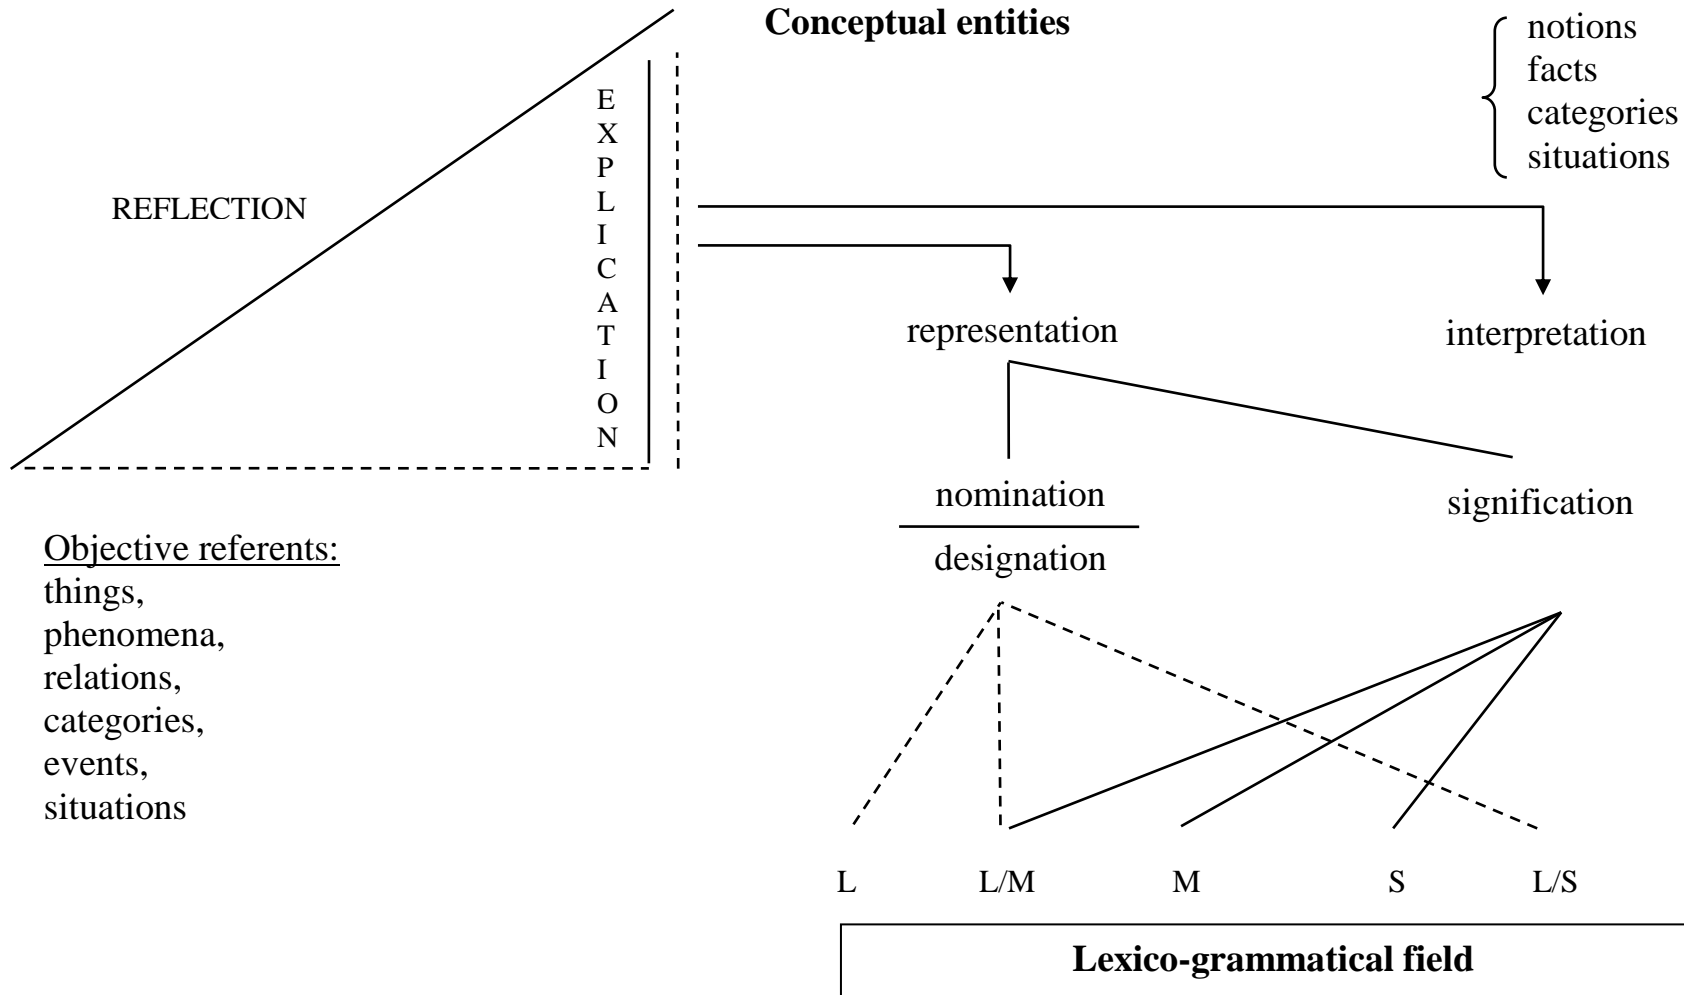 Conceptual entities
notions
facts
categories
situations
EXPLICATION
REFLECTION
representation
interpretation
nomination
signification
designation
Objective referents:
things,
phenomena,
relations,
categories,
events,
situations
L L/M M S L/S
Lexico-grammatical field